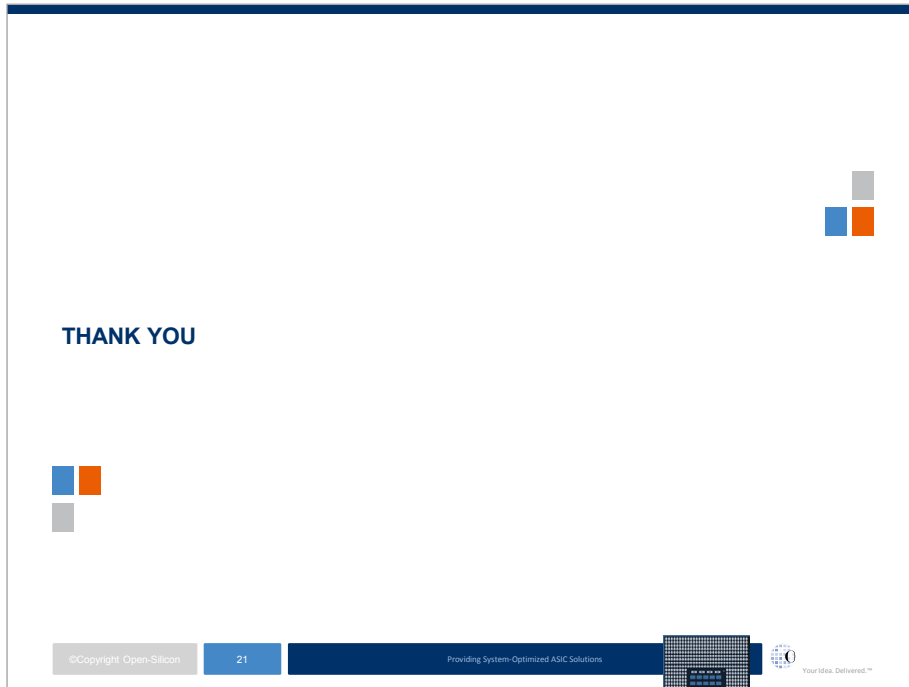 THANK YOU
©Copyright Open-Silicon
21
Providing System-Optimized ASIC Solutions
Your Idea. Delivered.™